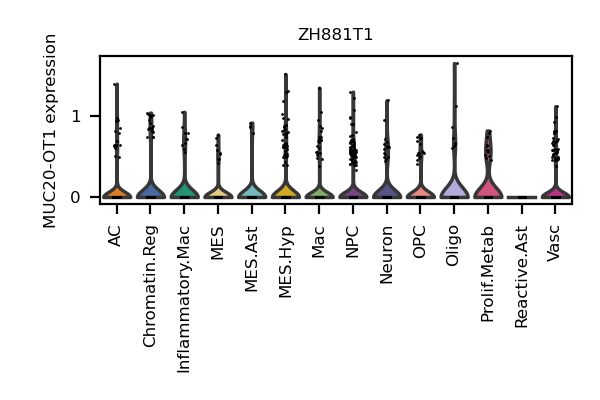 ZH881T1
MUC20-OT1 expression
1
0
AC
Chromatin.Reg
Inflammatory.Mac
MES
MES.Ast
MES.Hyp
Mac
NPC
Neuron
OPC
Oligo
Prolif.Metab
Reactive.Ast
Vasc